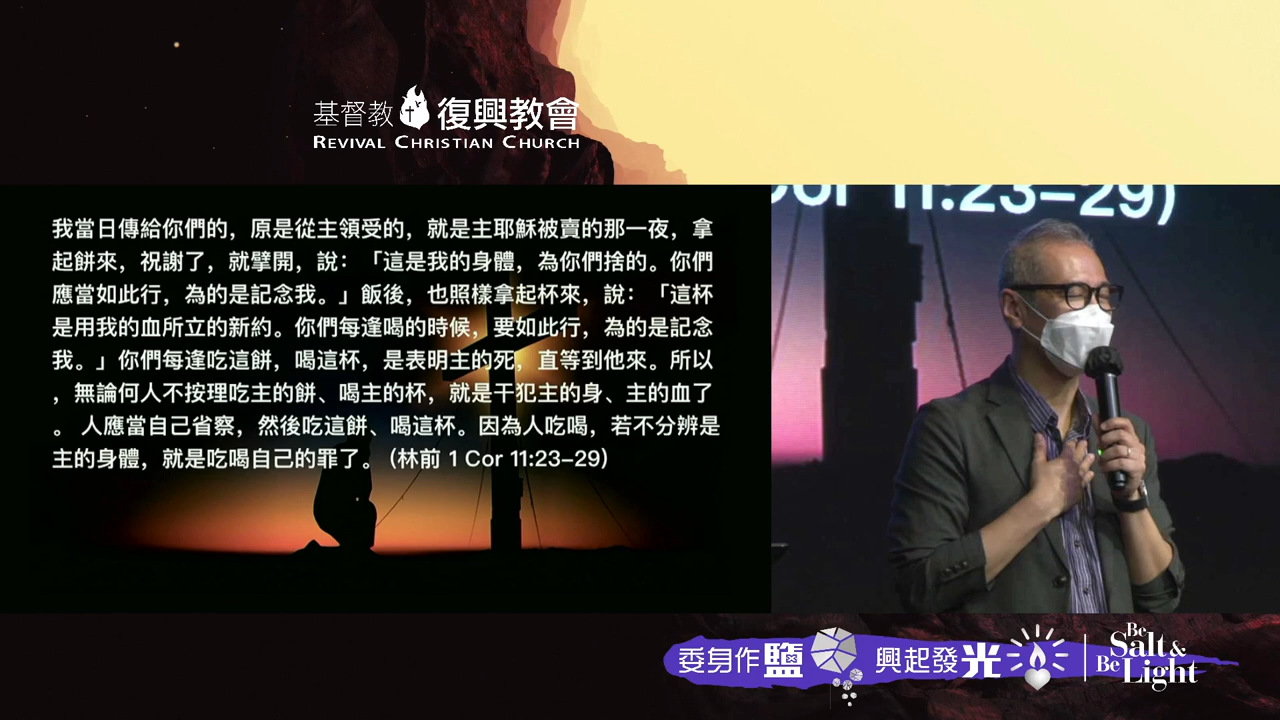 基督教 復興教會
REVIVAL CHRISTIAN CHURCH
我當日傳給你們的，原是從主領受的，就是主耶穌被賣的那一夜，拿
起餅來，祝謝了，就擘開，說：「這是我的身體，為你們捨的。你們
應當如此行，為的是記念我。」飯後，也照樣拿起杯來，說：「這杯
是用我的血所立的新約。你們每逢喝的時候，要如此行，為的是記念
我。」你們每逢吃這餅，喝這杯，是表明主的死，直等到他來。所以
，無論何人不按理吃主的餅、喝主的杯，就是干犯主的身、主的血了
。 人應當自己省察，然後吃這餅、喝這杯。因為人吃喝，若不分辨是
主的身體，就是吃喝自己的罪了。 (林前 1 Cor 11:23–29)
Cor 11:23–29)
委身作鹽 興起發光
Be Salt &
Be Light